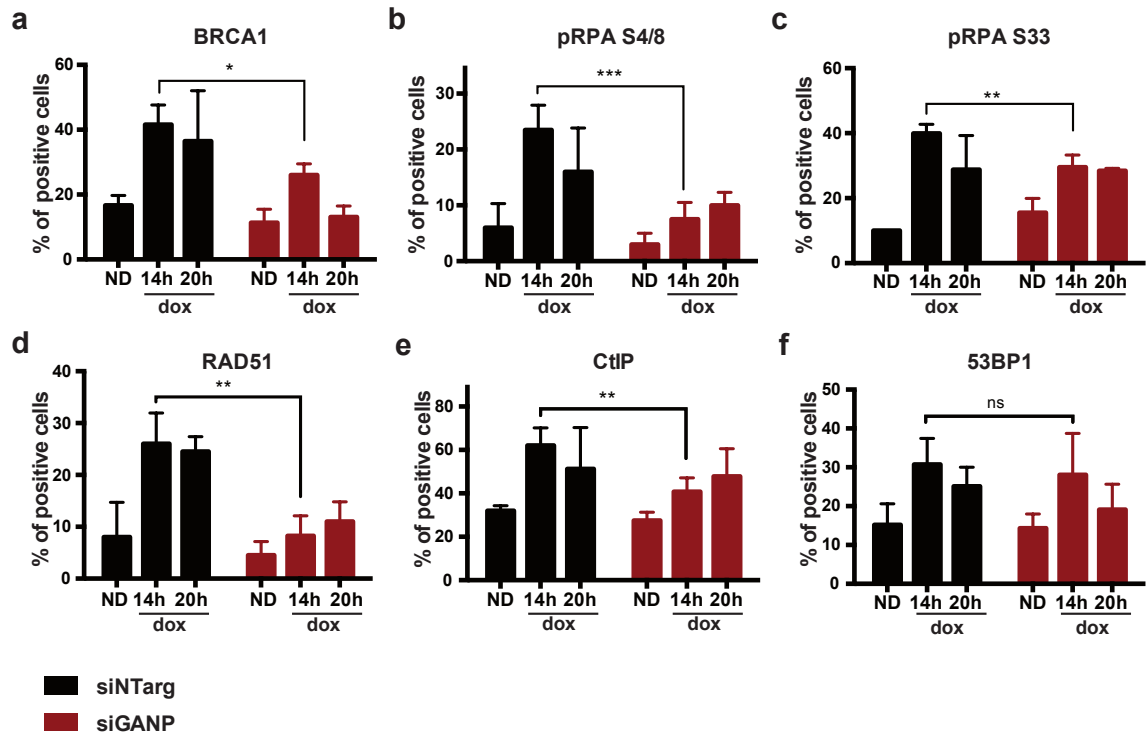 a
BRCA1
% of positive cells
60
40
20
0
*
ND 14h 20h ND 14h 20h
dox dox
b
pRPA S4/8
% of positive cells
30
20
10
0
***
ND 14h 20h ND 14h 20h
dox dox
c
pRPA S33
% of positive cells
60
40
20
0
**
ND 14h 20h ND 14h 20h
dox dox
d
RAD51
% of positive cells
40
30
20
10
0
**
ND 14h 20h ND 14h 20h
dox dox
e
CtIP
% of positive cells
80
60
40
20
0
**
ND 14h 20h ND 14h 20h
dox dox
f
53BP1
% of positive cells
50
40
30
20
10
0
ns
ND 14h 20h ND 14h 20h
dox dox
siNTarg
siGANP